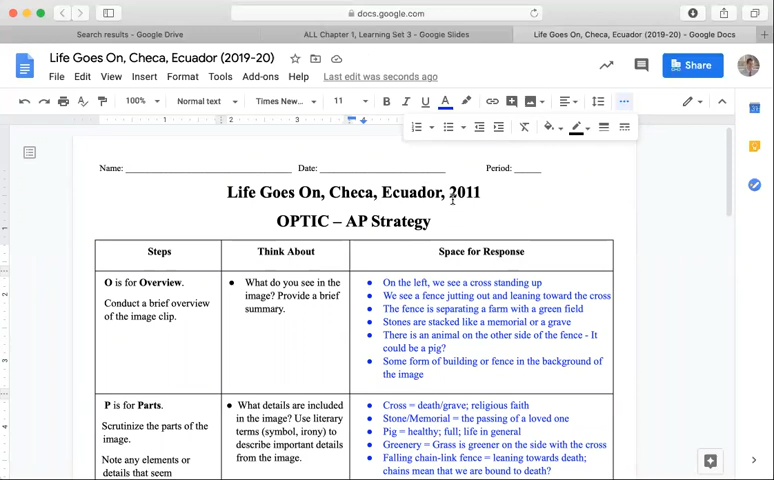 docs.google.com
Search results - Google Drive
ALL Chapter 1, Learning Set 3 - Google Slides
Life Goes On, Checa, Ecuador (2019-20) - Google Docs
Life Goes On, Checa, Ecuador (2019-20)
File Edit View Insert Format Tools Add-ons Help Last edit was seconds ago
Share
100% Normal text Times New... 11 B I U A
1 2 3
Name: Date: Period:
Life Goes On, Checa, Ecuador, 2011
OPTIC – AP Strategy
Steps Think About Space for Response
O is for Overview.
Conduct a brief overview
of the image clip.
● What do you see in the
image? Provide a brief
summary.
● On the left, we see a cross standing up
● We see a fence jutting out and leaning toward the cross
● The fence is separating a farm with a green field
● Stones are stacked like a memorial or a grave
● There is an animal on the other side of the fence - It
could be a pig?
● Some form of building or fence in the background of
the image
P is for Parts.
Scrutinize the parts of the
image.
Note any elements or
details that seem
● What details are included
in the image? Use literary
terms (symbol, irony) to
describe important details
from the image.
● Cross = death/grave; religious faith
● Stone/Memorial = the passing of a loved one
● Pig = healthy; full; life in general
● Greenery = Grass is greener on the side with the cross
● Falling chain-link fence = leaning towards death;
chains mean that we are bound to death?